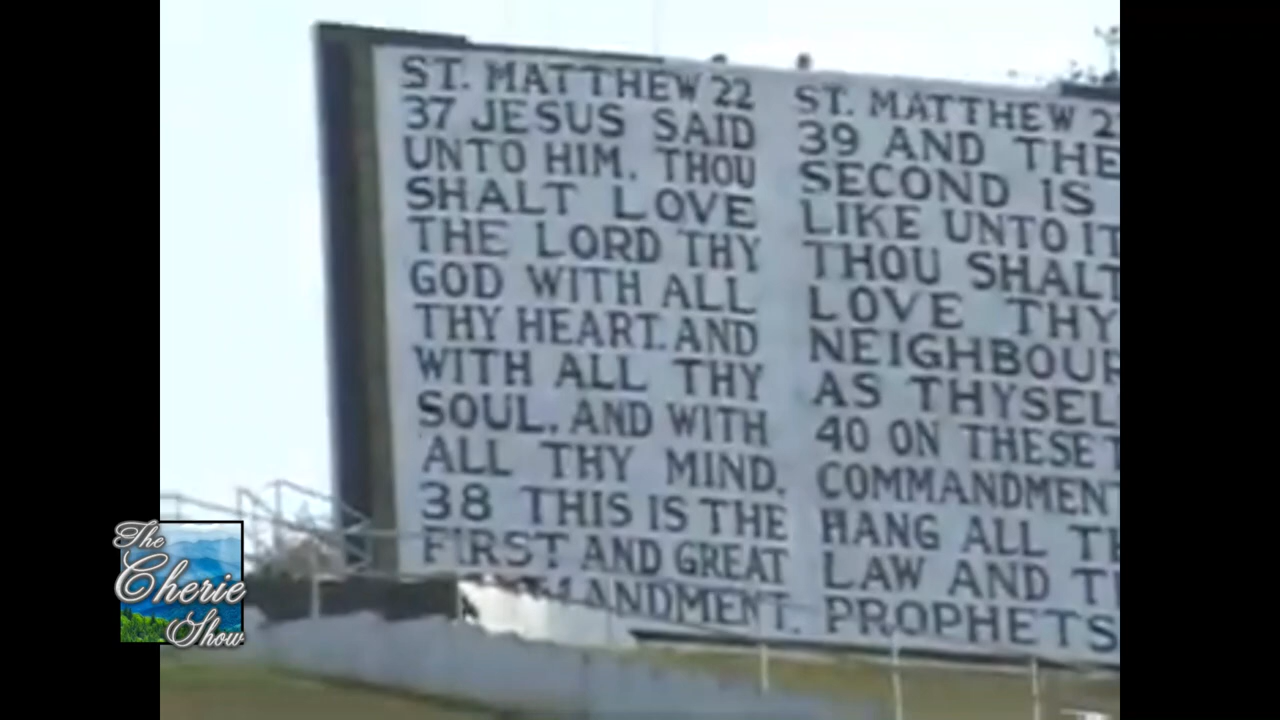 ST. MATTHEW 22
37 JESUS SAID
UNTO HIM. THOU
SHALT LOVE
THE LORD THY
GOD WITH ALL
THY HEART. AND
WITH ALL THY
SOUL. AND WITH
ALL THY MIND.
38 THIS IS THE
FIRST AND GREAT
MANDMENT.
ST. MATTHEW 2
39 AND THE
SECOND IS
LIKE UNTO IT
THOU SHALT
LOVE THY
NEIGHBOUR
AS THYSEL
40 ON THESE T
COMMANDMENT
HANG ALL TH
LAW AND T
PROPHETS
The
Cherie
Show